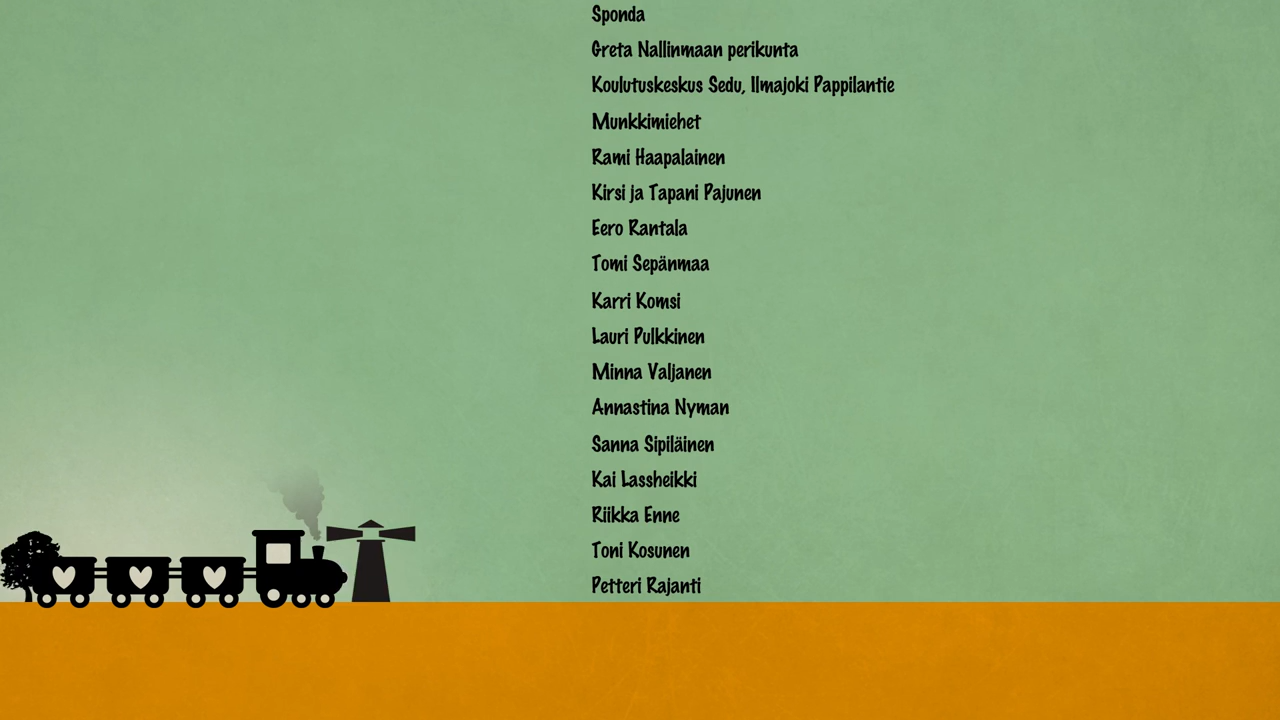 Sponda
Greta Nallinmaan perikunta
Koulutuskeskus Sedu, Ilmajoki Pappilantie
Munkkimiehet
Rami Haapalainen
Kirsi ja Tapani Pajunen
Eero Rantala
Tomi Sepänmaa
Karri Komsi
Lauri Pulkkinen
Minna Valjanen
Annastina Nyman
Sanna Sipiläinen
Kai Lassheikki
Riikka Enne
Toni Kosunen
Petteri Rajanti